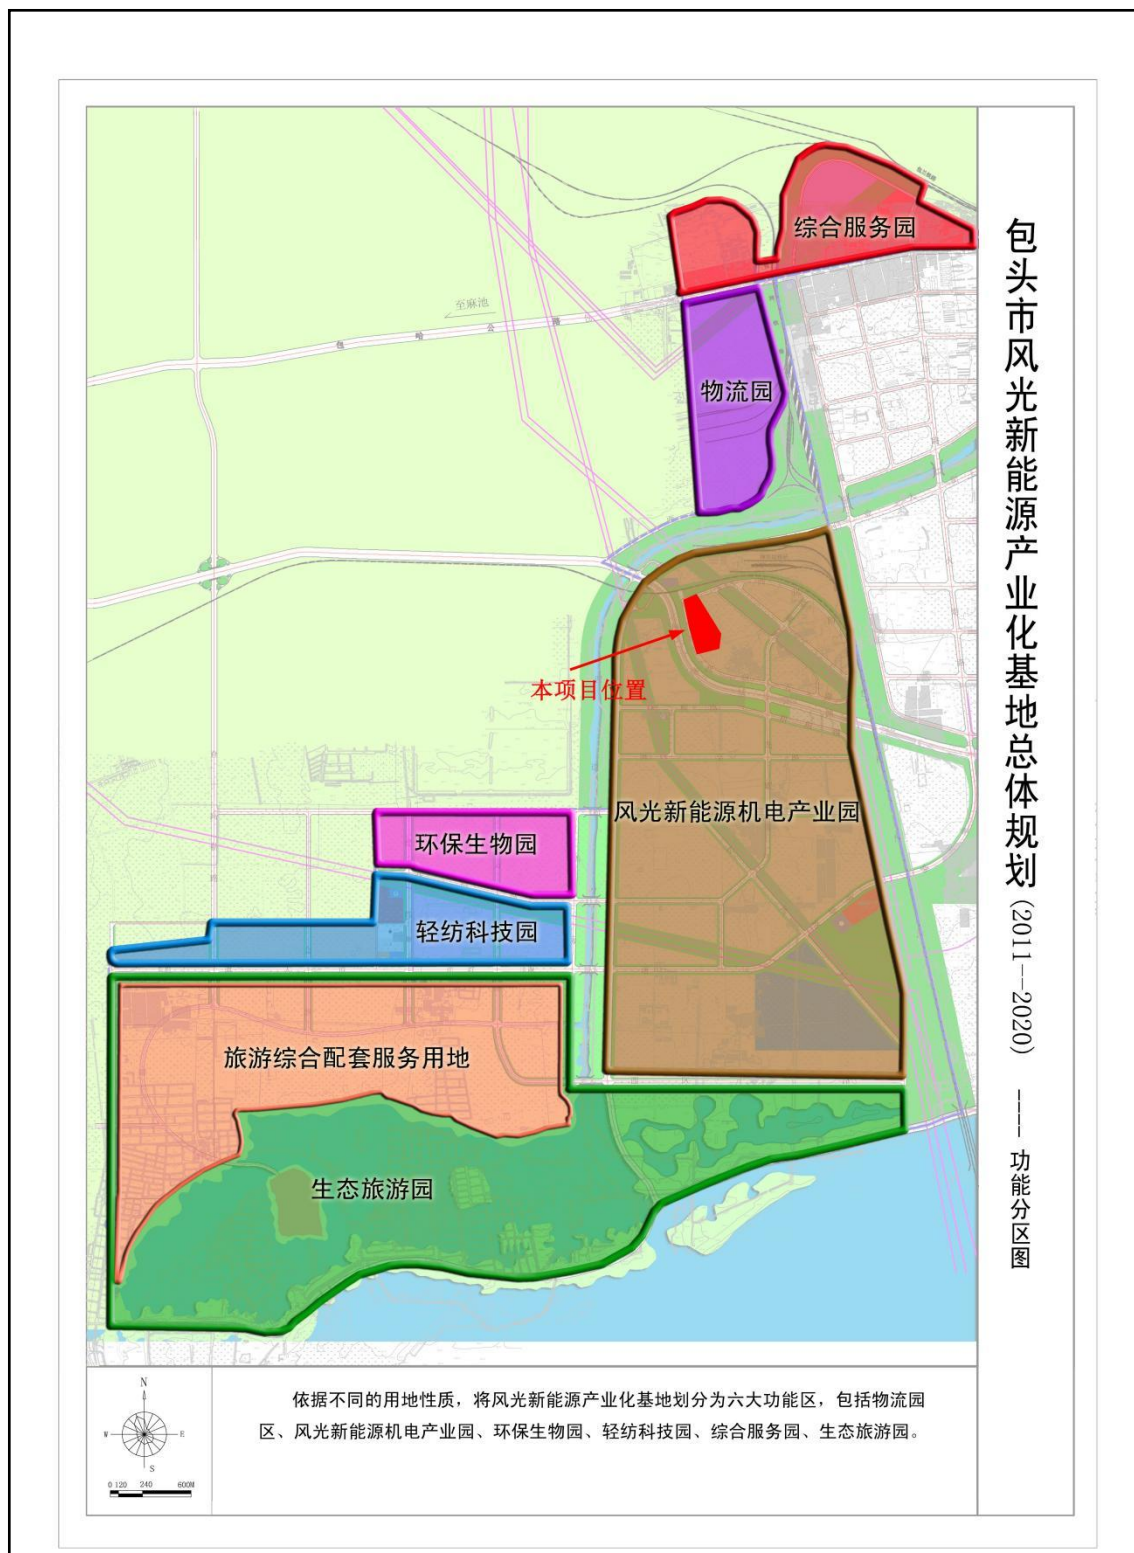 包头市风光新能源产业化基地总体规划(2011—2020) ---- 功能分区图
综合服务园
至麻池
包哈公路
物流园
本项目位置
风光新能源机电产业园
环保生物园
轻纺科技园
旅游综合配套服务用地
生态旅游园
N
W
E
S
0 120 240 600M
依据不同的用地性质，将风光新能源产业化基地划分为六大功能区，包括物流园
区、风光新能源机电产业园、环保生物园、轻纺科技园、综合服务园、生态旅游园。